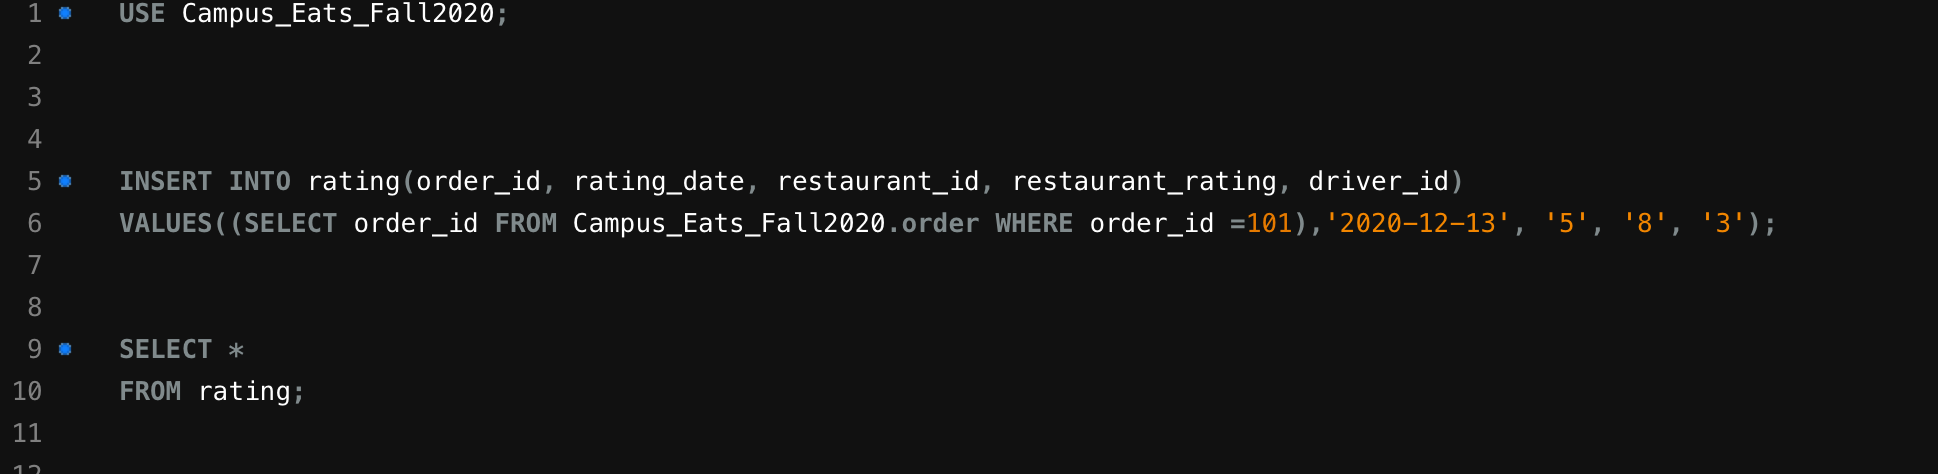 1 USE Campus_Eats_Fall2020;
2
3
4
5 INSERT INTO rating(order_id, rating_date, restaurant_id, restaurant_rating, driver_id)
6 VALUES((SELECT order_id FROM Campus_Eats_Fall2020.order WHERE order_id =101),'2020-12-13', '5', '8', '3');
7
8
9 SELECT *
10 FROM rating;
11
12